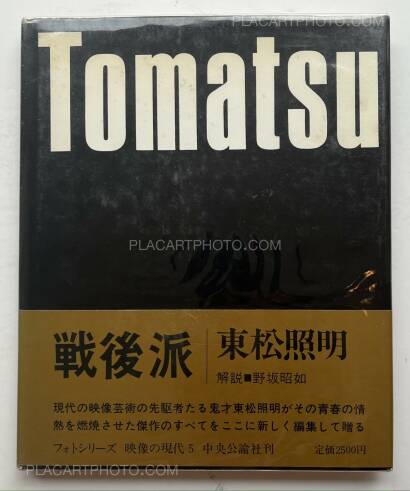 PLACARTPHOTO.COM
Tomatsu
PLACARTPHOTO.COM
戦後派
東松照明
解説■野坂昭如
現代の映像芸術の先駆者たる鬼才東松照明がその青春の情
熱を燃焼させた傑作のすべてをここに新しく編集して贈る
フォトシリーズ 映像の現代5 中央公論社刊 定価2500円
PLACARTPHOTO.COM